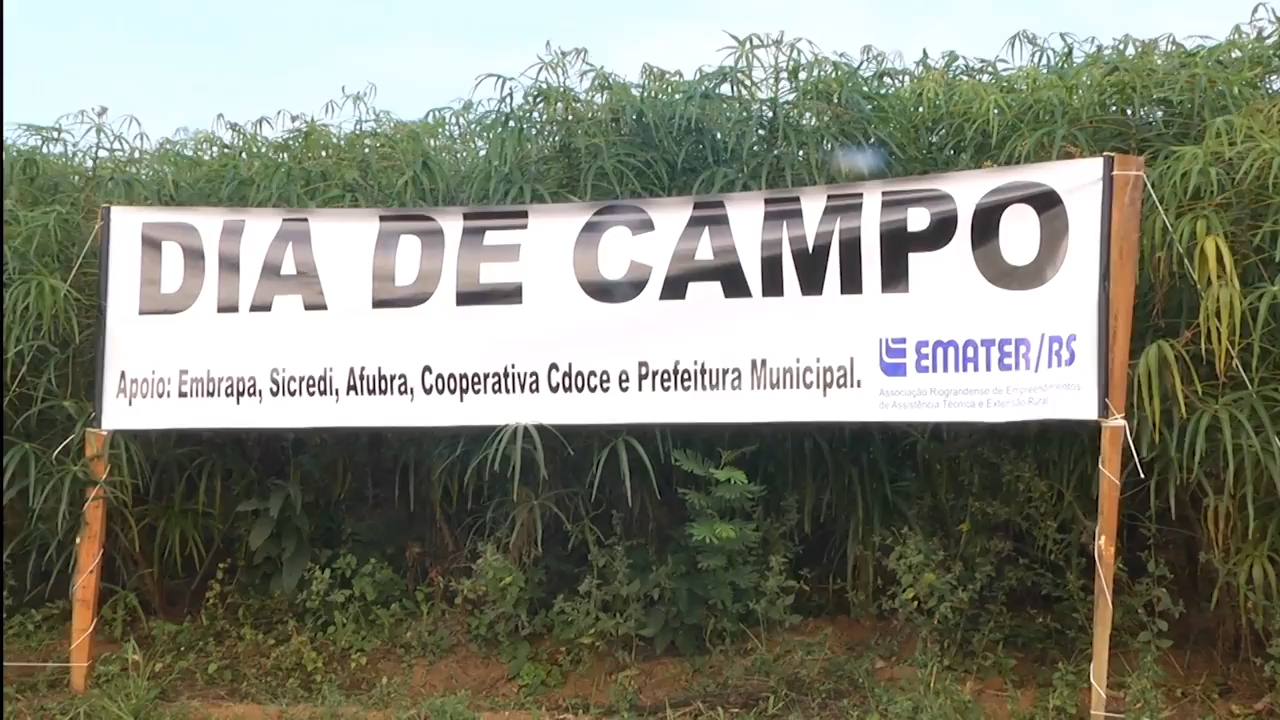 DIA DE CAMPO
Apoio: Embrapa, Sicredi, Afubra, Cooperativa Cdoce e Prefeitura Municipal.
EMATER/RS
Associação Riograndense de Empreendimentos
de Assistência Técnica e Extensão Rural